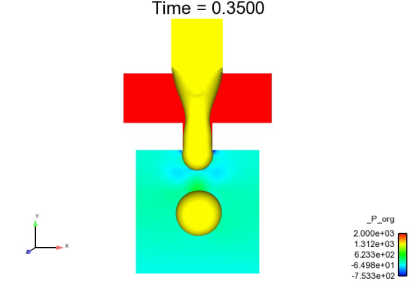 Time = 0.3500
Y
X
_P_org
2.000e+03
1.312e+03
6.233e+02
-6.498e+01
-7.533e+02